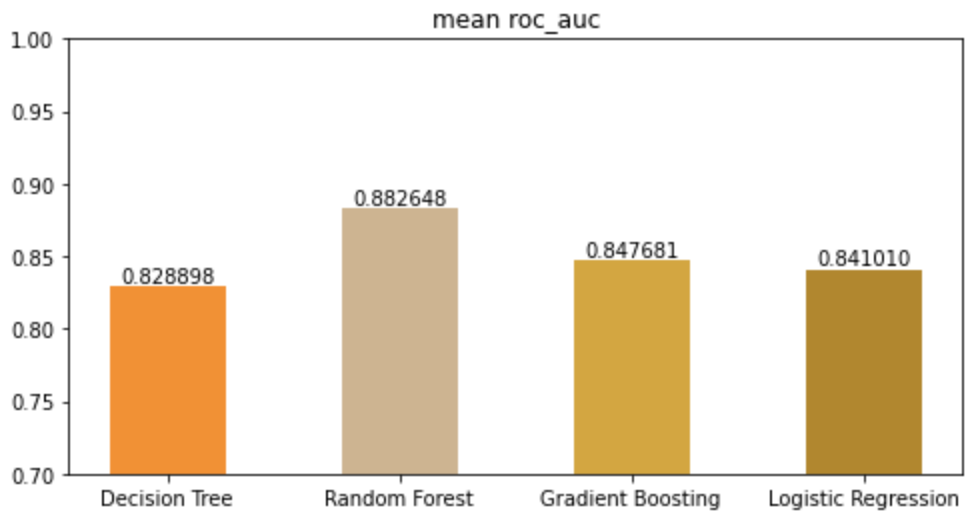 mean roc_auc
1.00
0.95
0.90
0.85
0.80
0.75
0.70
0.828898
0.882648
0.847681
0.841010
Decision Tree
Random Forest
Gradient Boosting
Logistic Regression